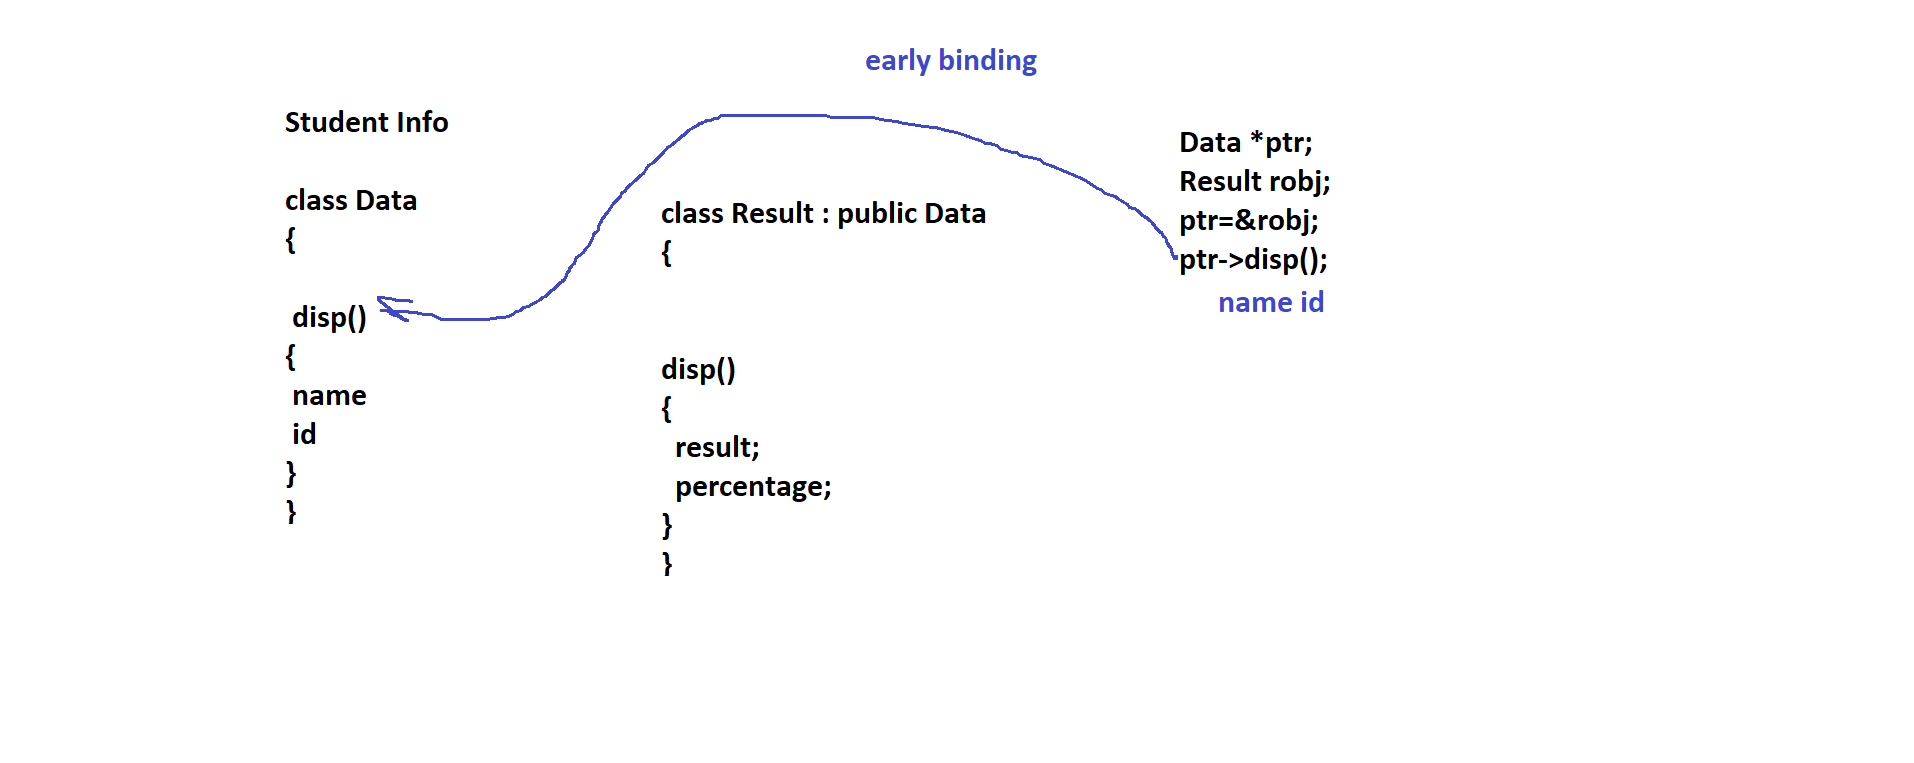 early binding
Student Info
class Data
{
disp()
{
name
id
}
}
class Result : public Data
{
disp()
{
result;
percentage;
}
}
Data *ptr;
Result robj;
ptr=&robj;
ptr->disp();
name id